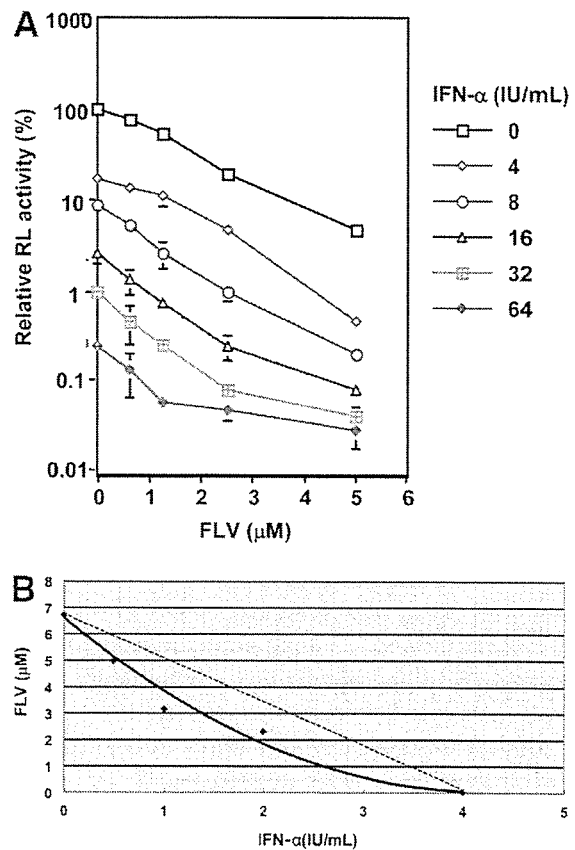 A
1000
100
10
1
0.1
0.01
Relative RL activity (%)
0 1 2 3 4 5 6
FLV (μM)
IFN-α (IU/mL)
0
4
8
16
32
64
B
8
7
6
5
4
3
2
1
0
FLV (μM)
0 1 2 3 4 5
IFN-α(IU/mL)